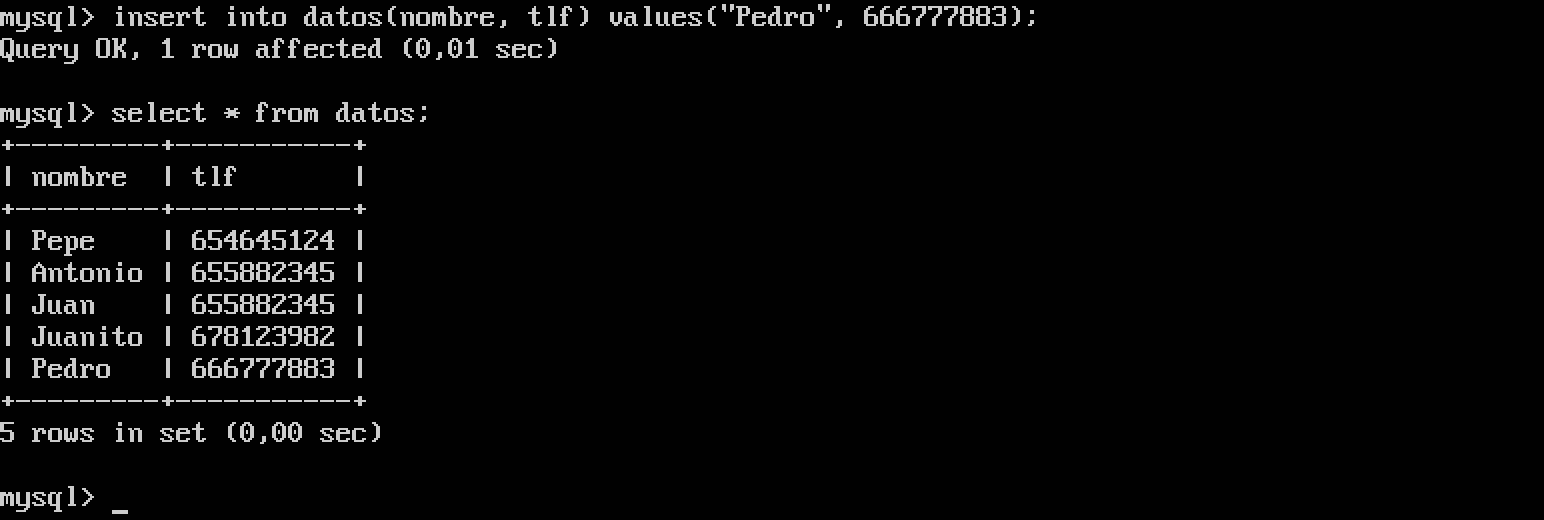 mysql> insert into datos(nombre, tlf) values("Pedro", 666777883);
Query OK, 1 row affected (0,01 sec)
mysql> select * from datos;
+---------+-----------+
| nombre  | tlf       |
+---------+-----------+
| Pepe    | 654645124 |
| Antonio | 655882345 |
| Juan    | 655882345 |
| Juanito | 678123982 |
| Pedro   | 666777883 |
+---------+-----------+
5 rows in set (0,00 sec)
mysql> _